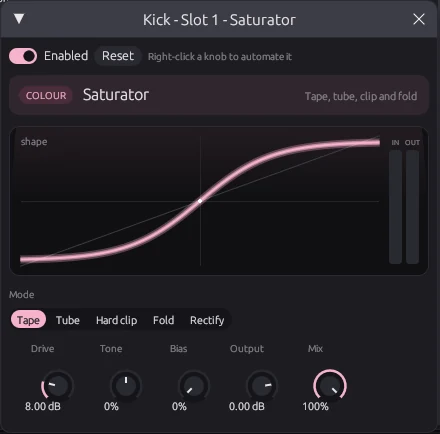 Kick - Slot 1 - Saturator
Enabled Reset Right-click a knob to automate it
COLOUR Saturator Tape, tube, clip and fold
shape IN OUT
Mode
Tape Tube Hard clip Fold Rectify
Drive Tone Bias Output Mix
8.00 dB 0% 0% 0.00 dB 100%